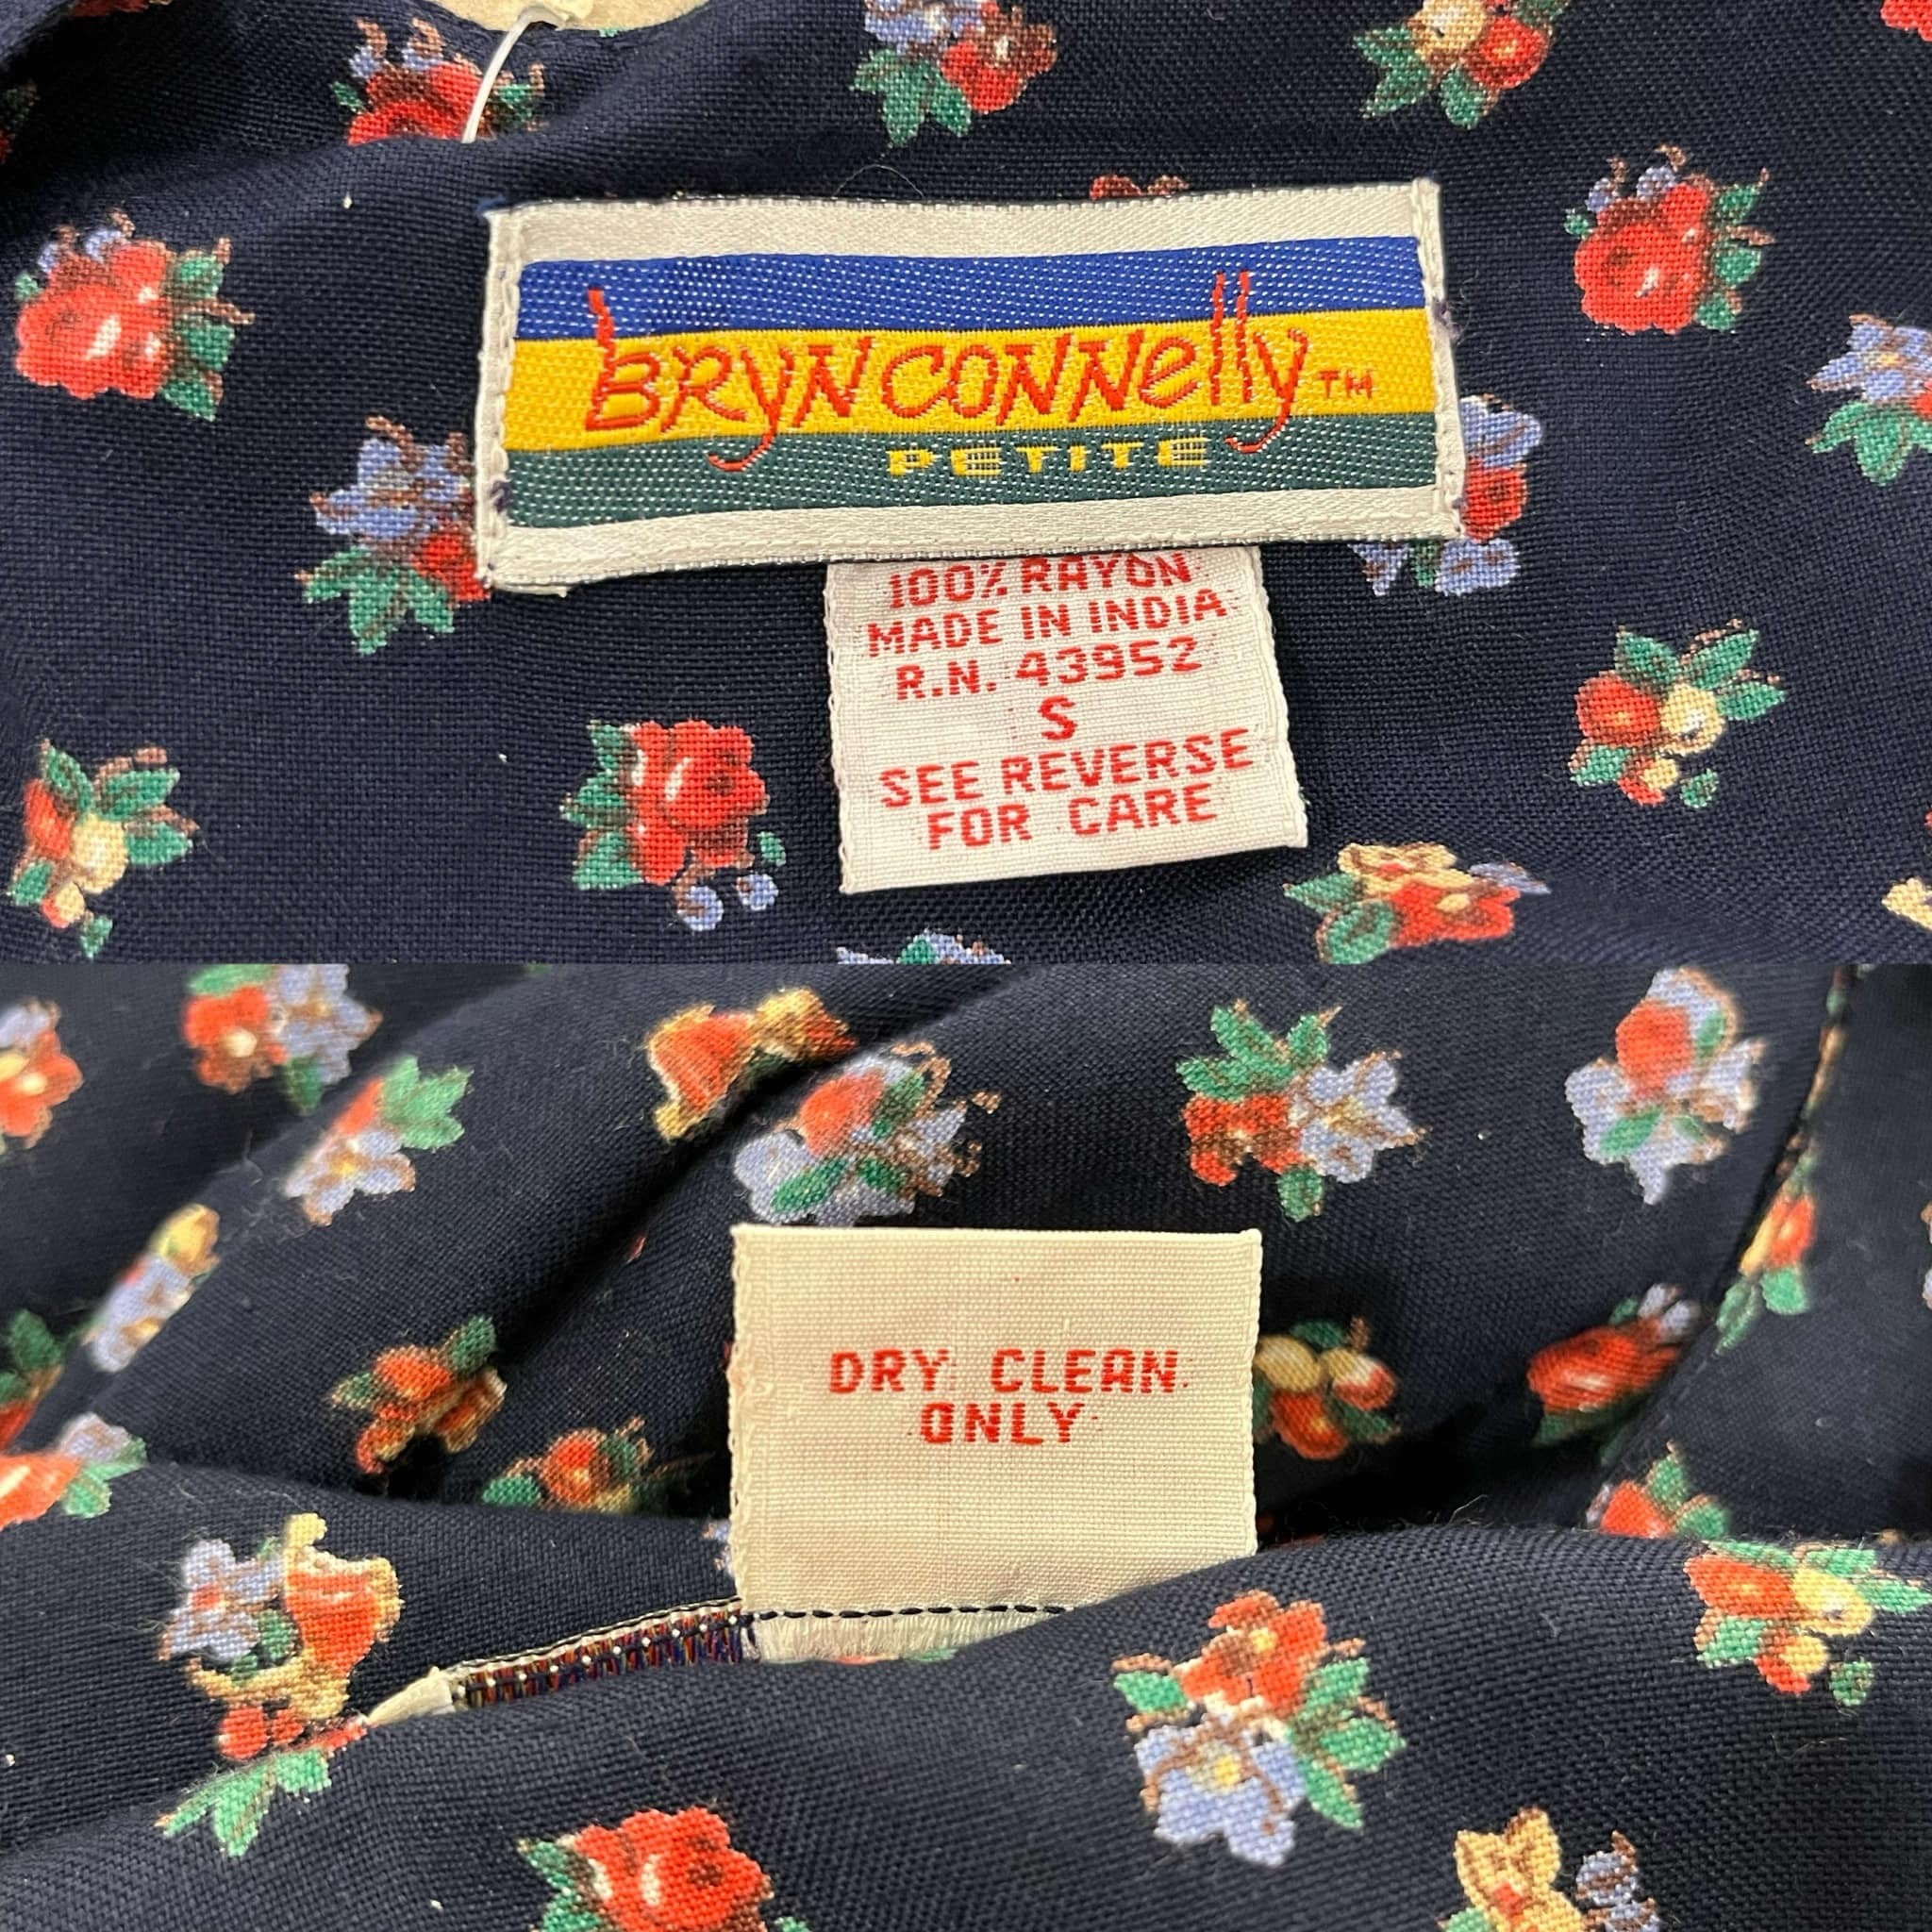 BRYN CONNelly™
PETITE
100% RAYON
MADE IN INDIA
R.N. 43952
S
SEE REVERSE
FOR CARE
DRY CLEAN
ONLY